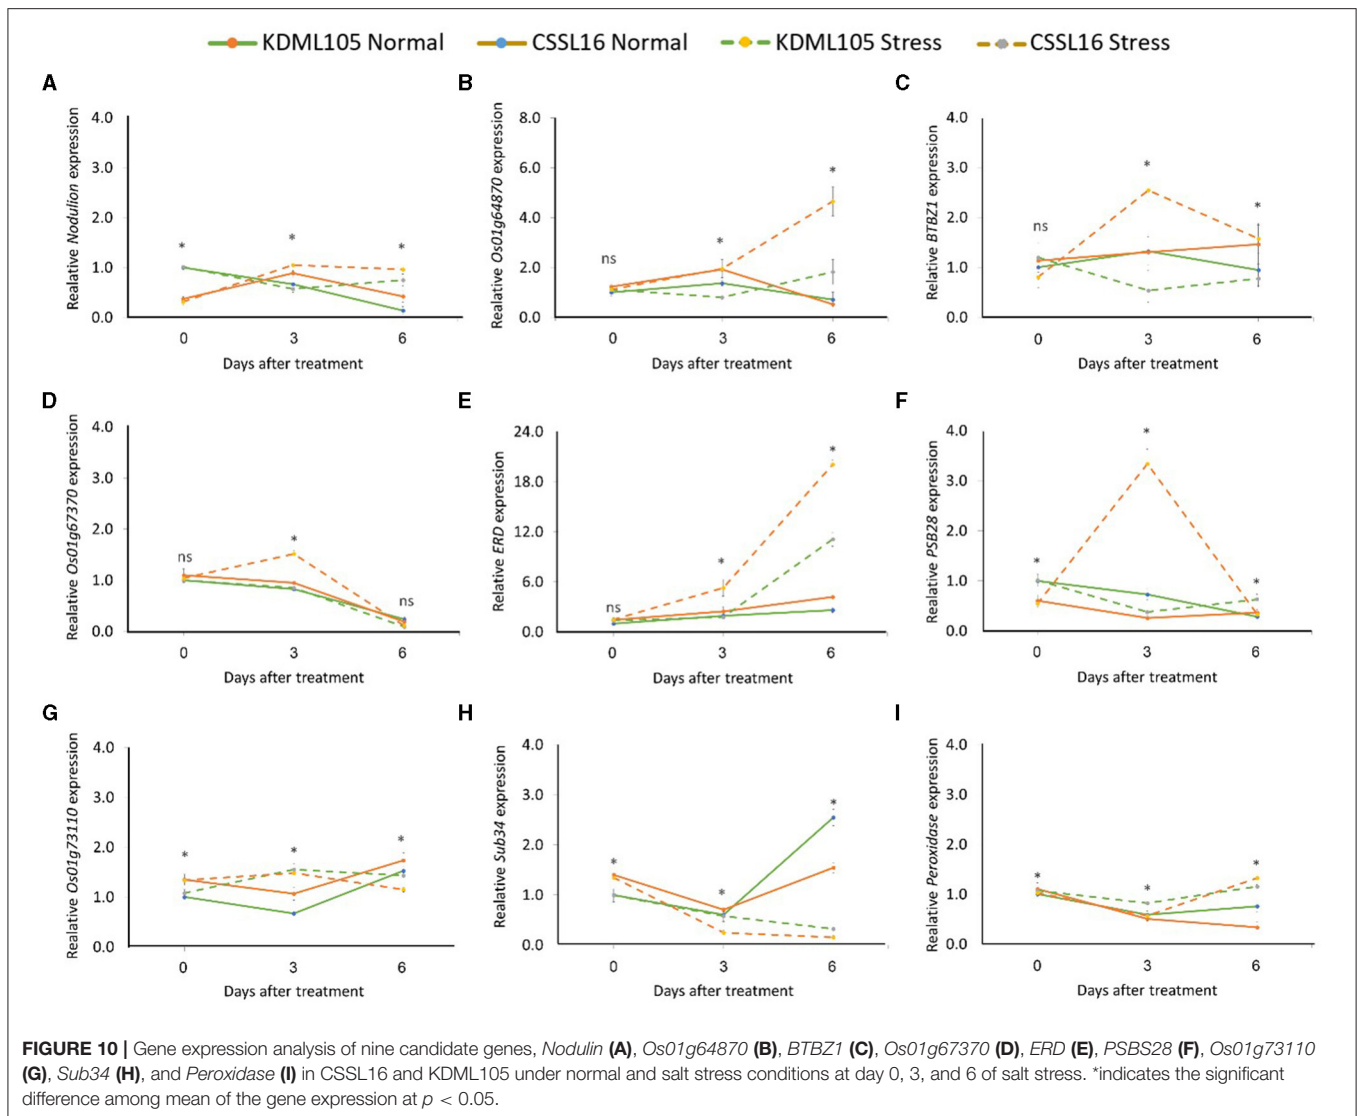 KDML105 Normal CSSL16 Normal KDML105 Stress CSSL16 Stress
A
Realative Nodulion expression
4.0
3.0
2.0
1.0
0.0
* * *
0 3 6
Days after treatment
B
Realative Os01g64870 expression
8.0
6.0
4.0
2.0
0.0
ns * *
0 3 6
Days after treatment
C
Realative BTBZ1 expression
4.0
3.0
2.0
1.0
0.0
ns * *
0 3 6
Days after treatment
D
Realative Os01g67370 expression
4.0
3.0
2.0
1.0
0.0
ns * ns
0 3 6
Days after treatment
E
Realative ERD expression
24.0
18.0
12.0
6.0
0.0
ns * *
0 3 6
Days after treatment
F
Realative PSB28 expression
4.0
3.0
2.0
1.0
0.0
* * *
0 3 6
Days after treatment
G
Realative Os01g73110 expression
4.0
3.0
2.0
1.0
0.0
* * *
0 3 6
Days after treatment
H
Realative Sub34 expression
4.0
3.0
2.0
1.0
0.0
* * *
0 3 6
Days after treatment
I
Realative Peroxidase expression
4.0
3.0
2.0
1.0
0.0
* * *
0 3 6
Days after treatment
FIGURE 10 | Gene expression analysis of nine candidate genes, Nodulin (A), Os01g64870 (B), BTBZ1 (C), Os01g67370 (D), ERD (E), PSBS28 (F), Os01g73110
(G), Sub34 (H), and Peroxidase (I) in CSSL16 and KDML105 under normal and salt stress conditions at day 0, 3, and 6 of salt stress. *indicates the significant
difference among mean of the gene expression at p < 0.05.